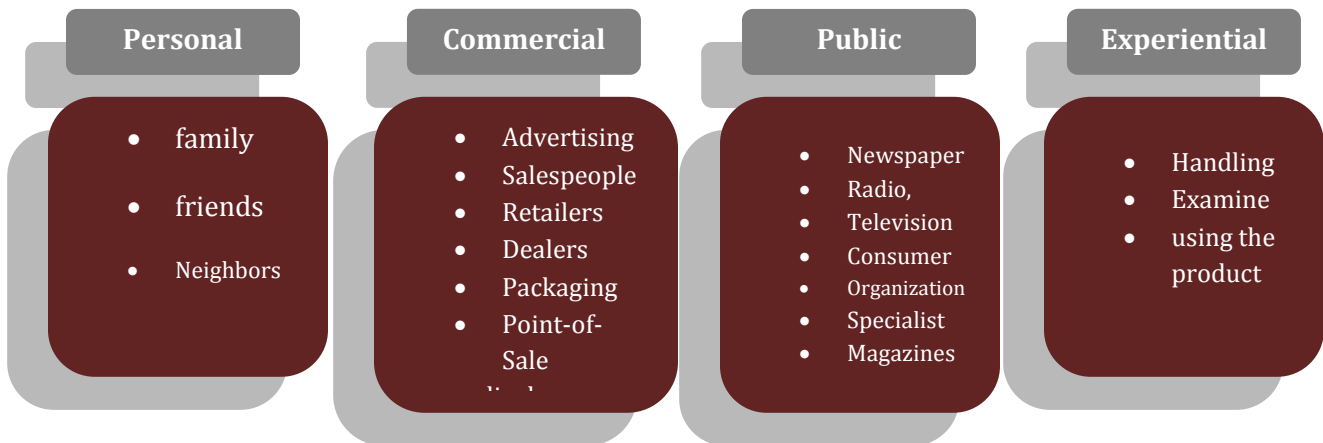 Personal
• family
• friends
• Neighbors
Commercial
• Advertising
• Salespeople
• Retailers
• Dealers
• Packaging
• Point-of-
Sale
Public
• Newspaper
• Radio,
• Television
• Consumer
• Organization
• Specialist
• Magazines
Experiential
• Handling
• Examine
• using the
product